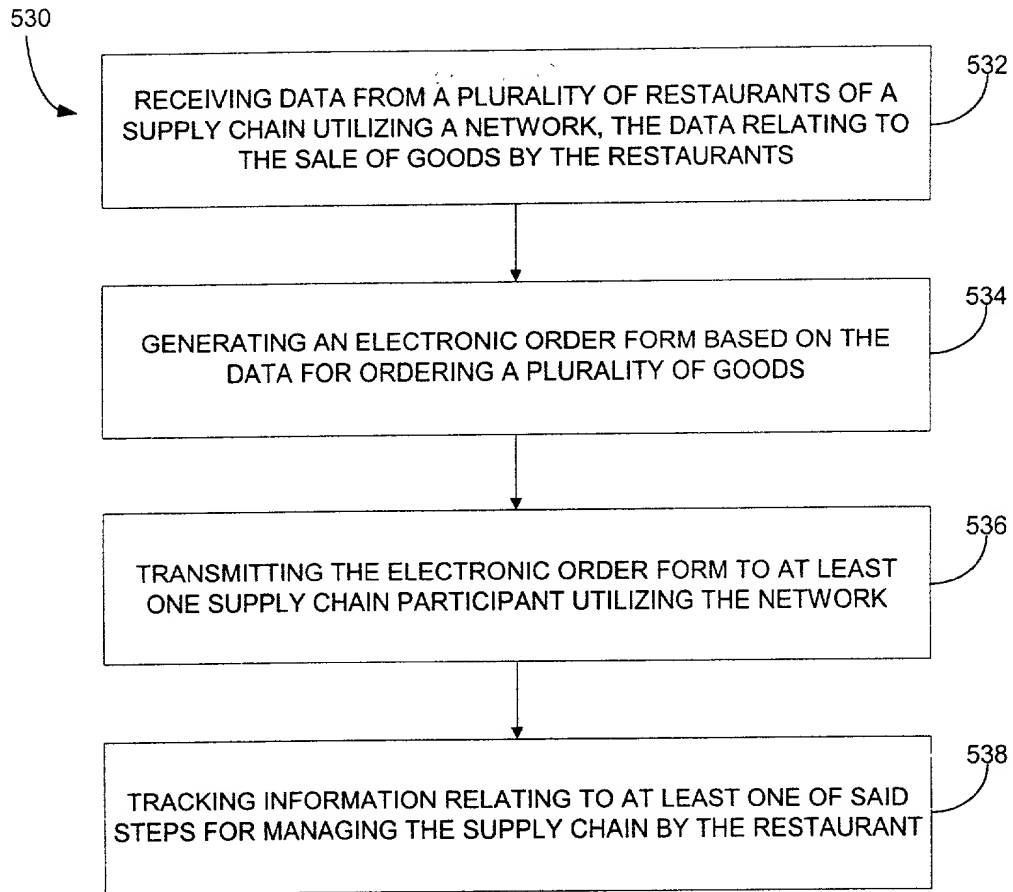 530
532
RECEIVING DATA FROM A PLURALITY OF RESTAURANTS OF A
SUPPLY CHAIN UTILIZING A NETWORK, THE DATA RELATING TO
THE SALE OF GOODS BY THE RESTAURANTS
534
GENERATING AN ELECTRONIC ORDER FORM BASED ON THE
DATA FOR ORDERING A PLURALITY OF GOODS
536
TRANSMITTING THE ELECTRONIC ORDER FORM TO AT LEAST
ONE SUPPLY CHAIN PARTICIPANT UTILIZING THE NETWORK
538
TRACKING INFORMATION RELATING TO AT LEAST ONE OF SAID
STEPS FOR MANAGING THE SUPPLY CHAIN BY THE RESTAURANT